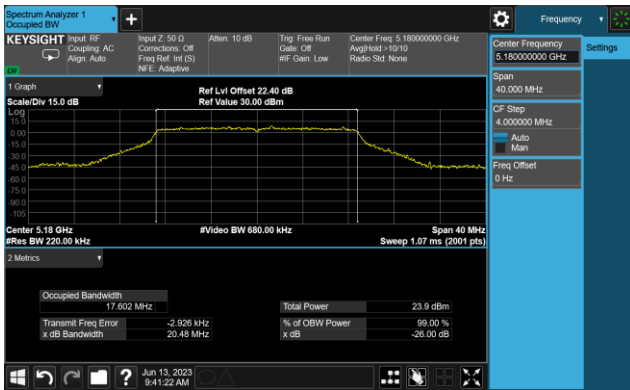 Spectrum Analyzer 1
Occupied BW
+
Frequency
KEYSIGHT
Input: RF
Coupling: AC
Align: Auto
Input Z: 50 Ω
Corrections: Off
Freq Ref: Int (S)
NFE: Adaptive
Atten: 10 dB
Trig: Free Run
Gate: Off
#IF Gain: Low
Center Freq: 5.180000000 GHz
Avg|Hold:>10/10
Radio Std: None
Center Frequency
5.180000000 GHz
Settings
Span
40.000 MHz
CF Step
4.000000 MHz
Auto
Man
Freq Offset
0 Hz
1 Graph
Scale/Div 15.0 dB
Ref Lvl Offset 22.40 dB
Ref Value 30.00 dBm
Log
15.0
0.00
-15.0
-30.0
-45.0
-60.0
-75.0
-90.0
-105
Center 5.18 GHz
#Res BW 220.00 kHz
#Video BW 680.00 kHz
Span 40 MHz
Sweep 1.07 ms (2001 pts)
2 Metrics
Occupied Bandwidth
17.602 MHz
Total Power 23.9 dBm
Transmit Freq Error -2.926 kHz
% of OBW Power 99.00 %
x dB Bandwidth 20.48 MHz
x dB -26.00 dB
?
Jun 13, 2023
9:41:22 AM